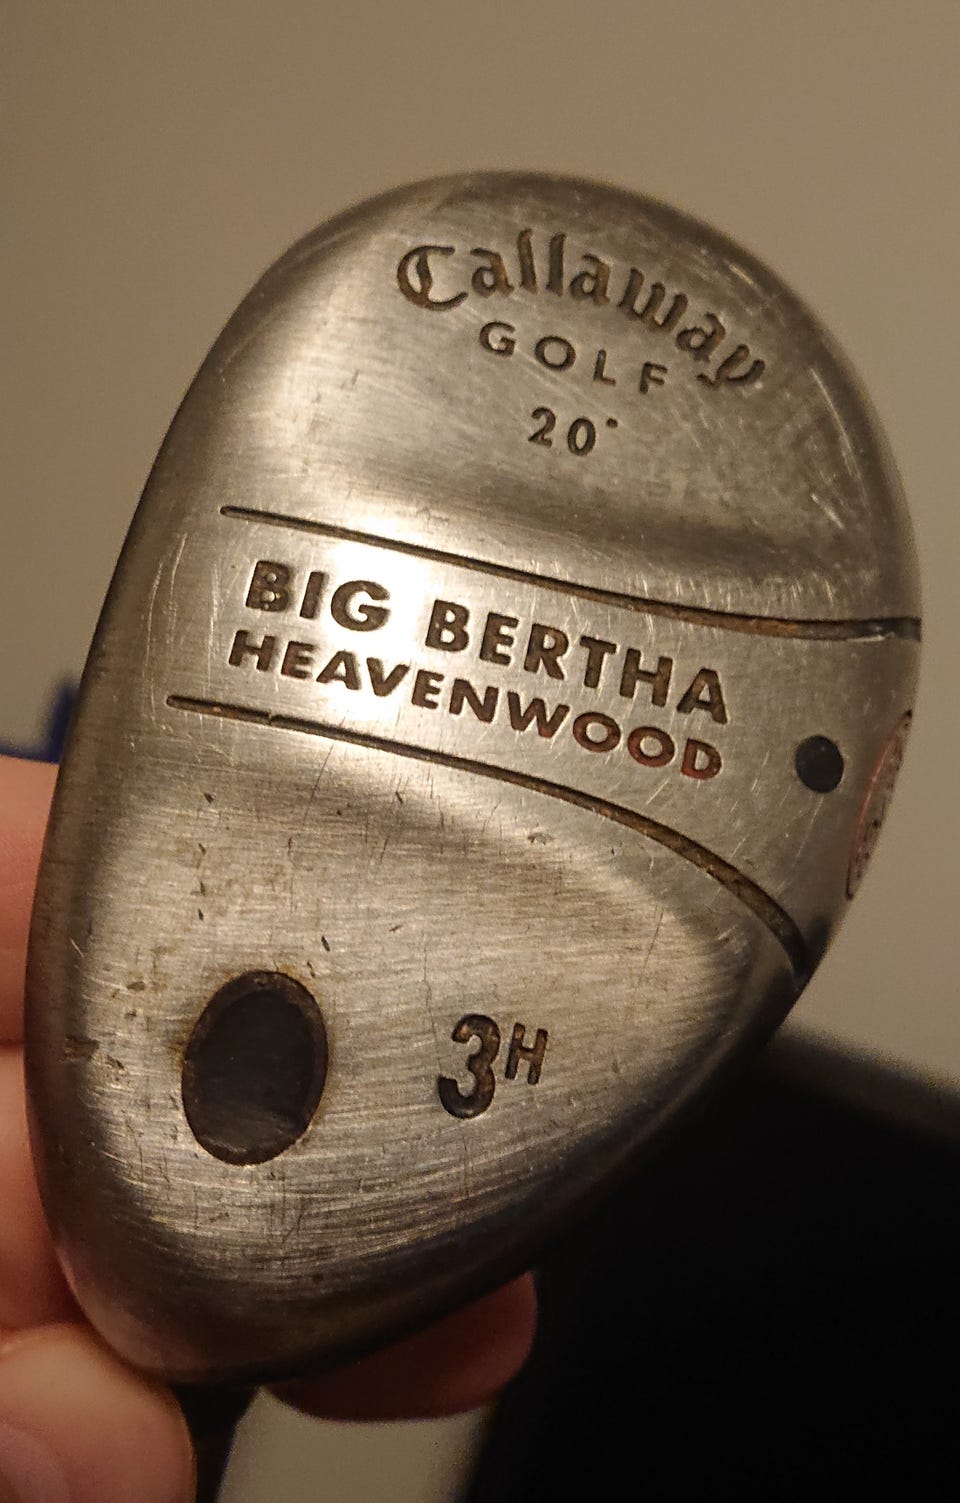 Callaway
GOLF
20°
BIG BERTHA
HEAVENWOOD
3H